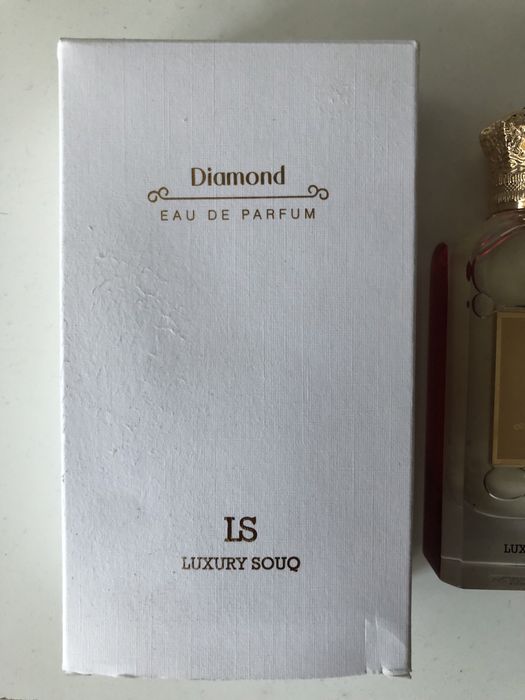 Diamond
EAU DE PARFUM
LS
LUXURY SOUQ
LUX